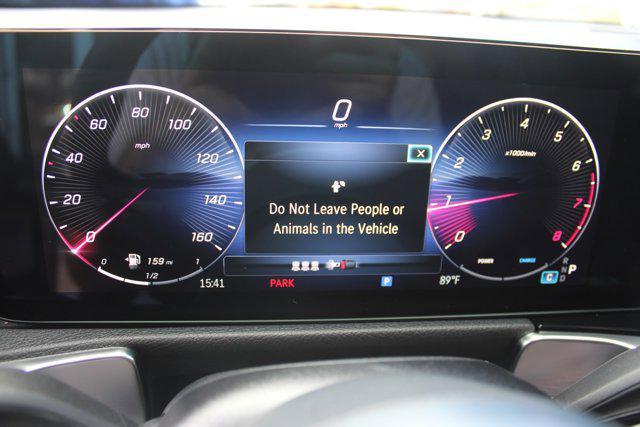 0
mph
80
60
100
mph
40
120
20
140
0
160
0
159 mi
1
1/2
X
Do Not Leave People or
Animals in the Vehicle
4
3
5
x1000/min
2
6
1
7
0
8
POWER
CHARGE
R
N
D
P
C
15:41
PARK
P
89°F